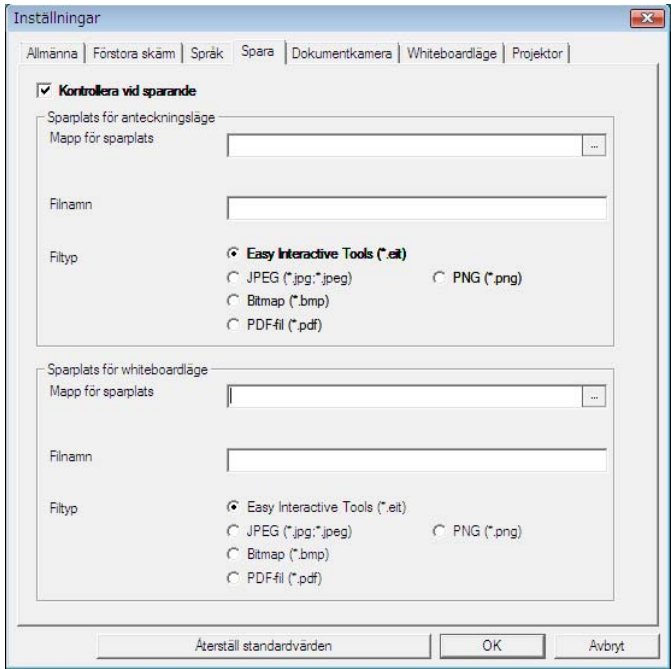 Inställningar
Allmänna Förstora skärm Språk Spara Dokumentkamera Whiteboardläge Projektor
Kontrollera vid sparande
Sparplats för anteckningsläge
Mapp för sparplats ...
Filnamn
Filtyp Easy Interactive Tools (*.eit)
JPEG (*.jpg;*.jpeg) PNG (*.png)
Bitmap (*.bmp)
PDF-fil (*.pdf)
Sparplats för whiteboardläge
Mapp för sparplats ...
Filnamn
Filtyp Easy Interactive Tools (*.eit)
JPEG (*.jpg;*.jpeg) PNG (*.png)
Bitmap (*.bmp)
PDF-fil (*.pdf)
Återställ standardvärden OK Avbryt